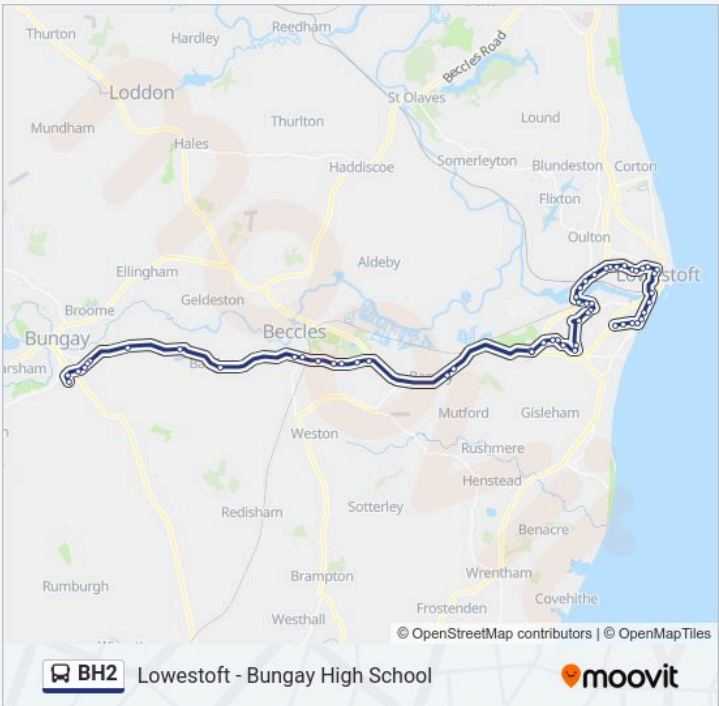 Thurton
Hardley
Reedham
Beccles Road
Loddon
St Olaves
Mundham
Thurlton
Lound
Hales
Haddiscoe
Somerleyton
Blundeston
Corton
Flixton
Oulton
Aldeby
Ellingham
Lowestoft
Geldeston
Broome
Beccles
Bungay
Mutford
Gisleham
Weston
Rushmere
Henstead
Redisham
Sotterley
Benacre
Wrentham
Brampton
Rumburgh
Covehithe
Frostenden
Westhall
© OpenStreetMap contributors | © OpenMapTiles
BH2 Lowestoft - Bungay High School
moovit